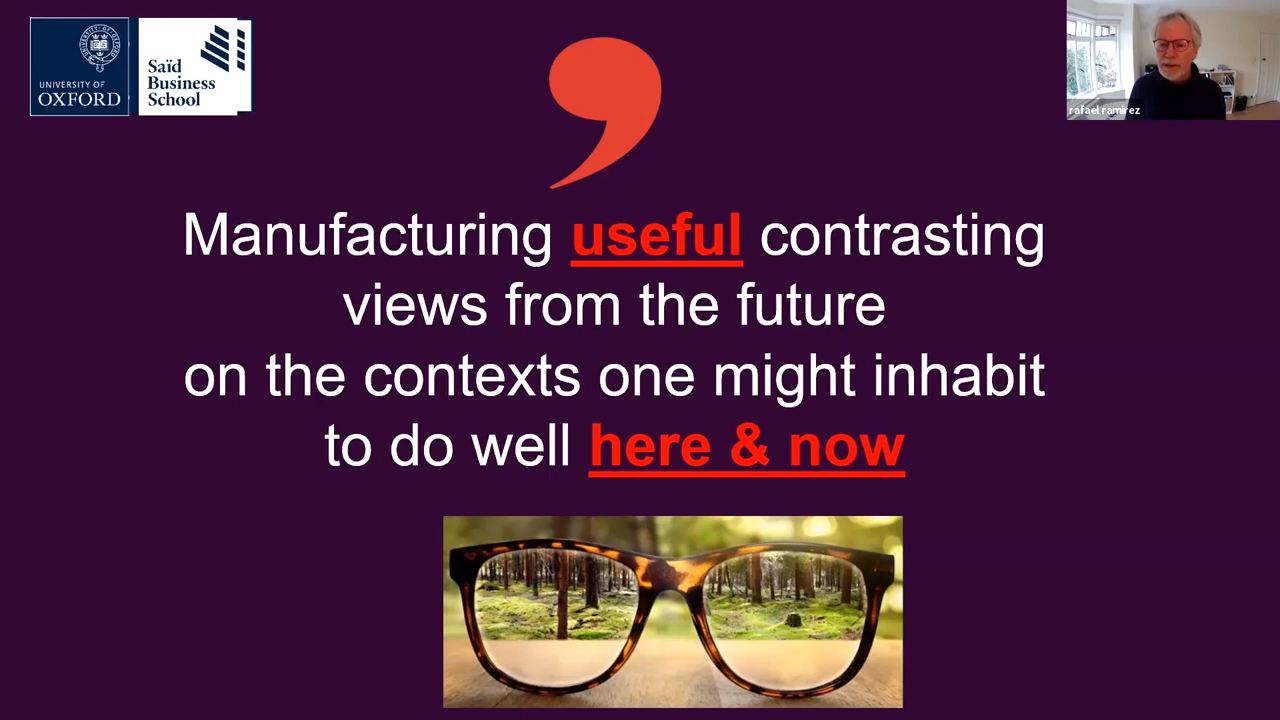 UNIVERSITY OF
OXFORD
Saïd
Business
School
rafael ramirez
Manufacturing useful contrasting
views from the future
on the contexts one might inhabit
to do well here & now